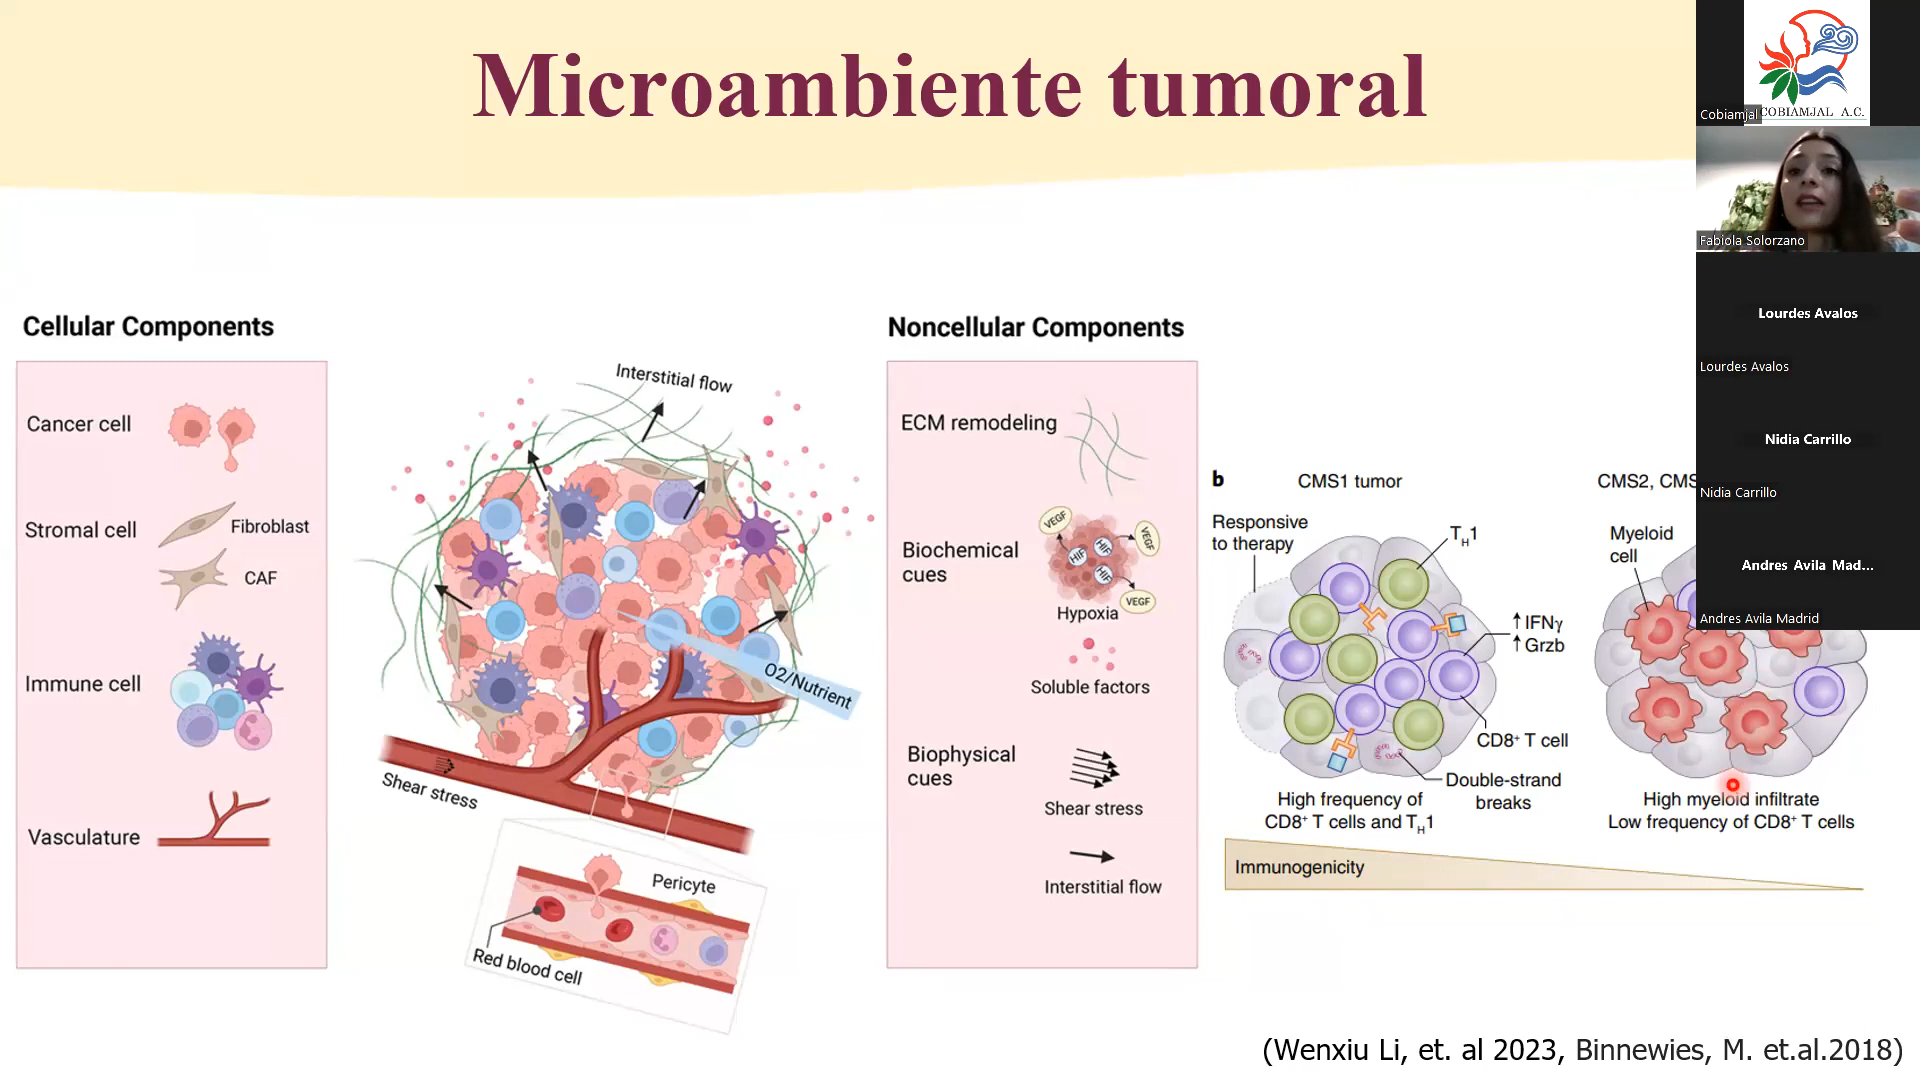 Microambiente tumoral
Cellular Components
Cancer cell
Stromal cell
Fibroblast
CAF
Immune cell
Vasculature
Interstitial flow
O2/Nutrient
Shear stress
Pericyte
Red blood cell
Noncellular Components
ECM remodeling
Biochemical
cues
VEGF
VEGF
VEGF
HIF
HIF
HIF
Hypoxia
Soluble factors
Biophysical
cues
Shear stress
Interstitial flow
b
CMS1 tumor
Responsive
to therapy
TH1
↑ IFNγ
↑ Grzb
CD8+ T cell
Double-strand
breaks
High frequency of
CD8+ T cells and TH1
CMS2, CMS
Myeloid
cell
High myeloid infiltrate
Low frequency of CD8+ T cells
Immunogenicity
(Wenxiu Li, et. al 2023, Binnewies, M. et.al.2018)
COBIAMJAL A.C.
Cobiamjal
Fabiola Solorzano
Lourdes Avalos
Lourdes Avalos
Nidia Carrillo
Nidia Carrillo
Andres Avila Mad...
Andres Avila Madrid